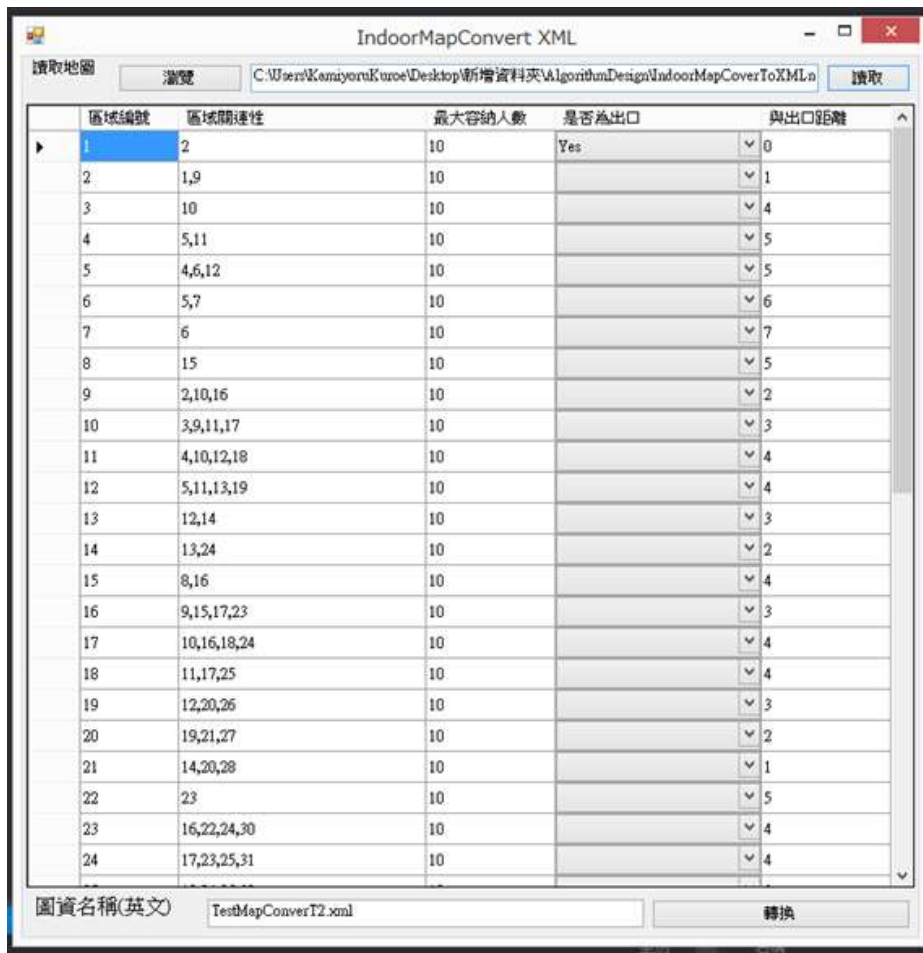 IndoorMapConvert XML
讀取地圖 瀏覽 C:\Users\KamiyoruKuroe\Desktop\新增資料夾\AlgorithmDesign\IndoorMapCoverToXMLn 讀取
區域編號 區域關連性 最大容納人數 是否為出口 與出口距離
1 2 10 Yes 0
2 1,9 10 1
3 10 10 4
4 5,11 10 5
5 4,6,12 10 5
6 5,7 10 6
7 6 10 7
8 15 10 5
9 2,10,16 10 2
10 3,9,11,17 10 3
11 4,10,12,18 10 4
12 5,11,13,19 10 4
13 12,14 10 3
14 13,24 10 2
15 8,16 10 4
16 9,15,17,23 10 3
17 10,16,18,24 10 4
18 11,17,25 10 4
19 12,20,26 10 3
20 19,21,27 10 2
21 14,20,28 10 1
22 23 10 5
23 16,22,24,30 10 4
24 17,23,25,31 10 4
圖資名稱(英文) TestMapConverT2.xml 轉換